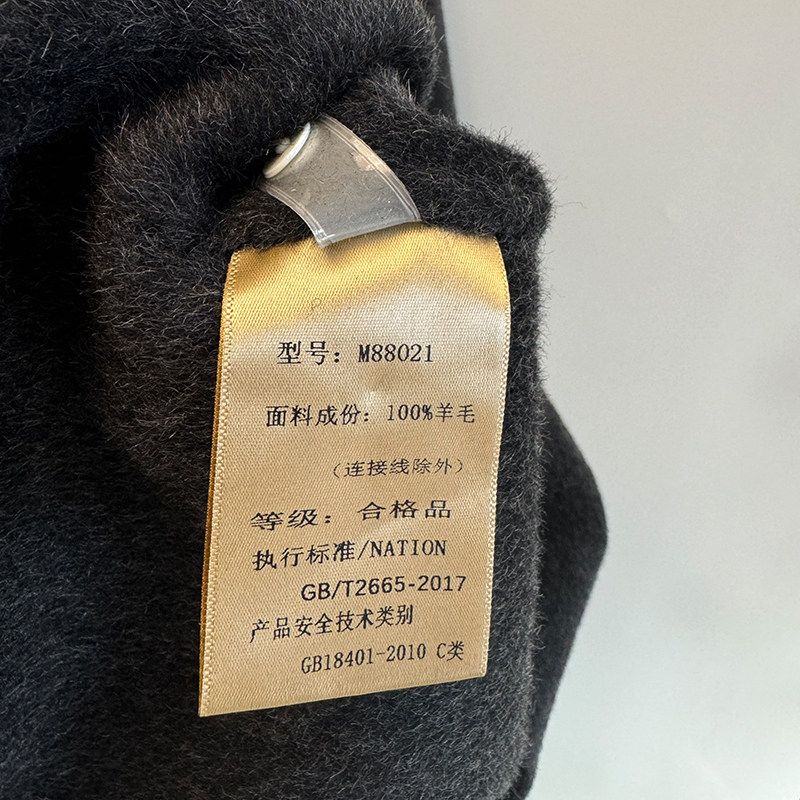 型号：M88021
面料成份：100%羊毛
（连接线除外）
等级：合格品
执行标准/NATION
GB/T2665-2017
产品安全技术类别
GB18401-2010 C类